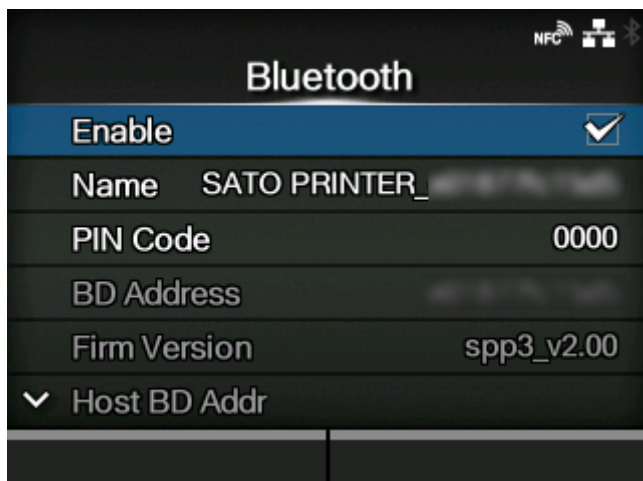 NFC
Bluetooth
Enable
Name SATO PRINTER_
PIN Code 0000
BD Address
Firm Version spp3_v2.00
Host BD Addr